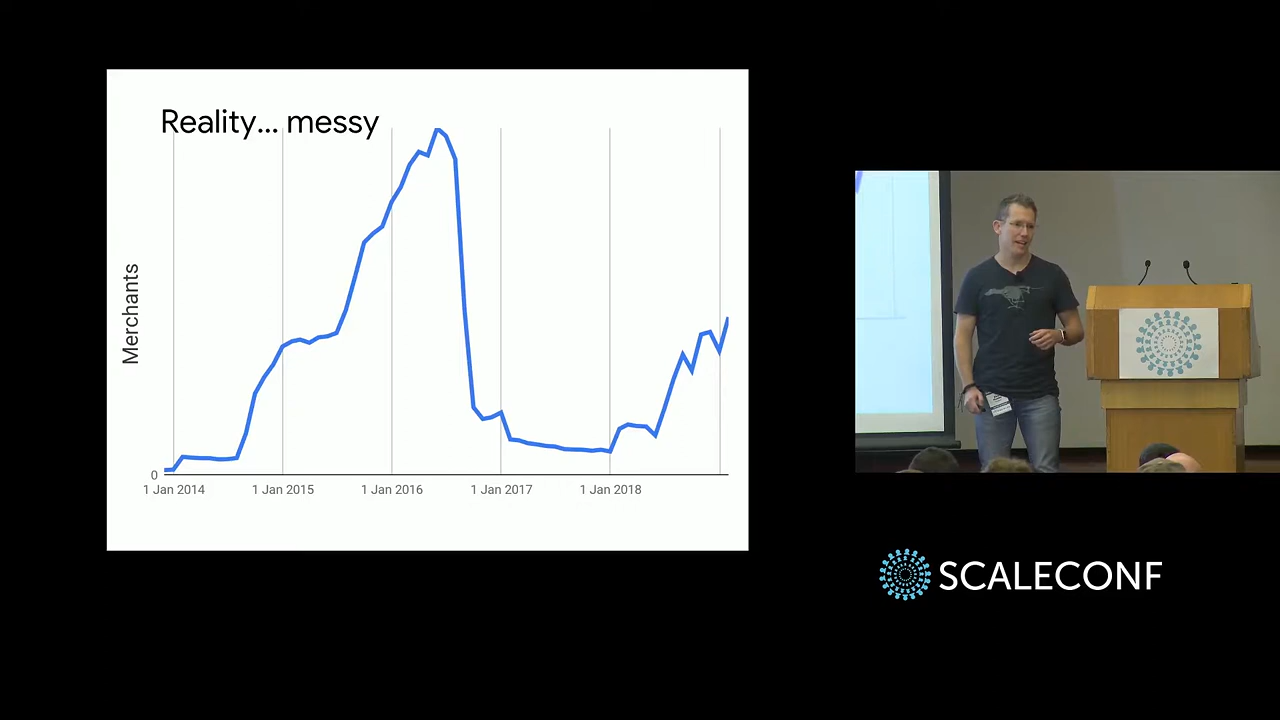 Reality... messy
Merchants
0
1 Jan 2014
1 Jan 2015
1 Jan 2016
1 Jan 2017
1 Jan 2018
SCALECONF